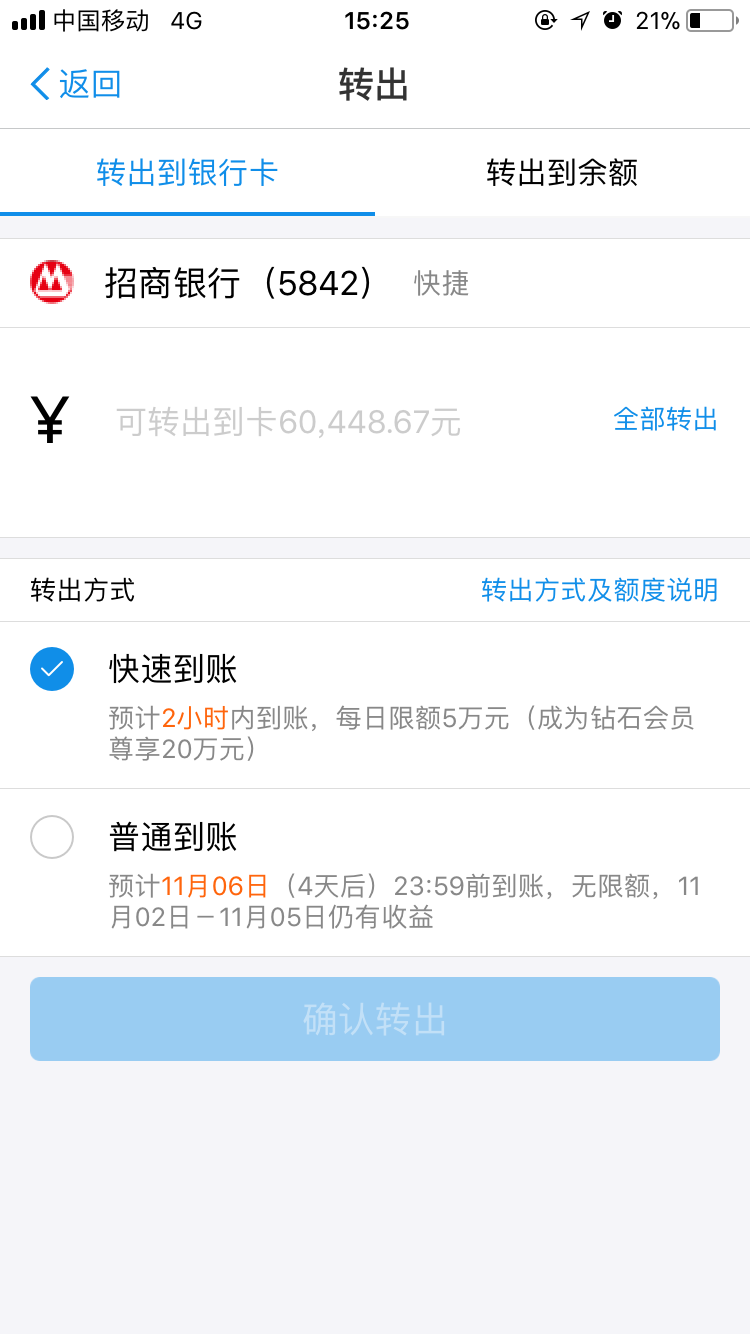 中国移动 4G 15:25 21%
返回 转出
转出到银行卡 转出到余额
招商银行（5842） 快捷
¥ 可转出到卡60,448.67元 全部转出
转出方式 转出方式及额度说明
快速到账
预计2小时内到账，每日限额5万元（成为钻石会员
尊享20万元）
普通到账
预计11月06日（4天后）23:59前到账，无限额，11
月02日－11月05日仍有收益
确认转出